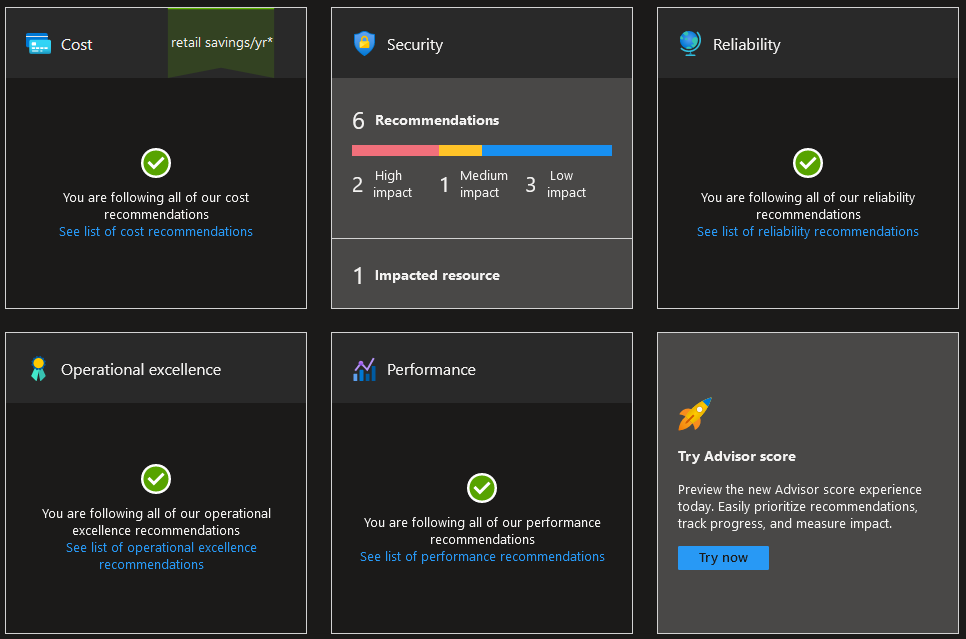 Cost
retail savings/yr*
You are following all of our cost
recommendations
See list of cost recommendations
Security
6 Recommendations
2 High
impact
1 Medium
impact
3 Low
impact
1 Impacted resource
Reliability
You are following all of our reliability
recommendations
See list of reliability recommendations
Operational excellence
You are following all of our operational
excellence recommendations
See list of operational excellence
recommendations
Performance
You are following all of our performance
recommendations
See list of performance recommendations
Try Advisor score
Preview the new Advisor score experience
today. Easily prioritize recommendations,
track progress, and measure impact.
Try now